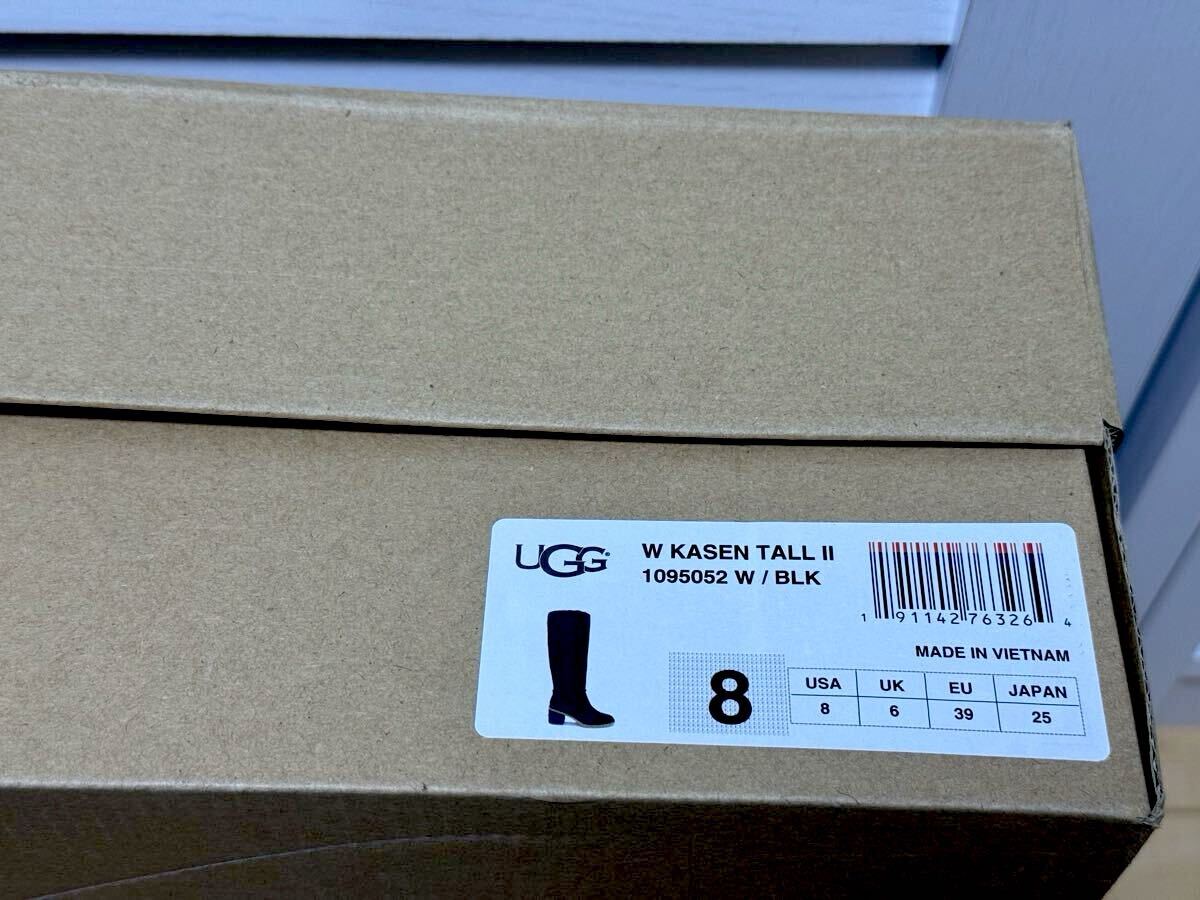 UGG®
W KASEN TALL II
1095052 W / BLK
1 91142 76326 4
MADE IN VIETNAM
8
USA UK EU JAPAN
8 6 39 25